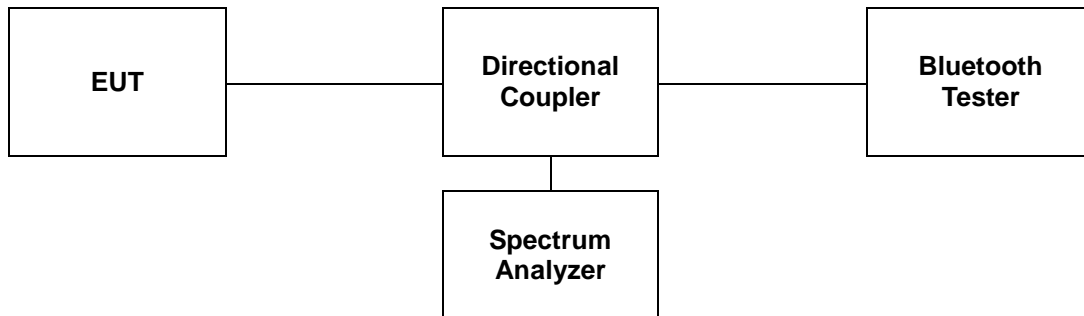 EUT
Directional
Coupler
Bluetooth
Tester
Spectrum
Analyzer